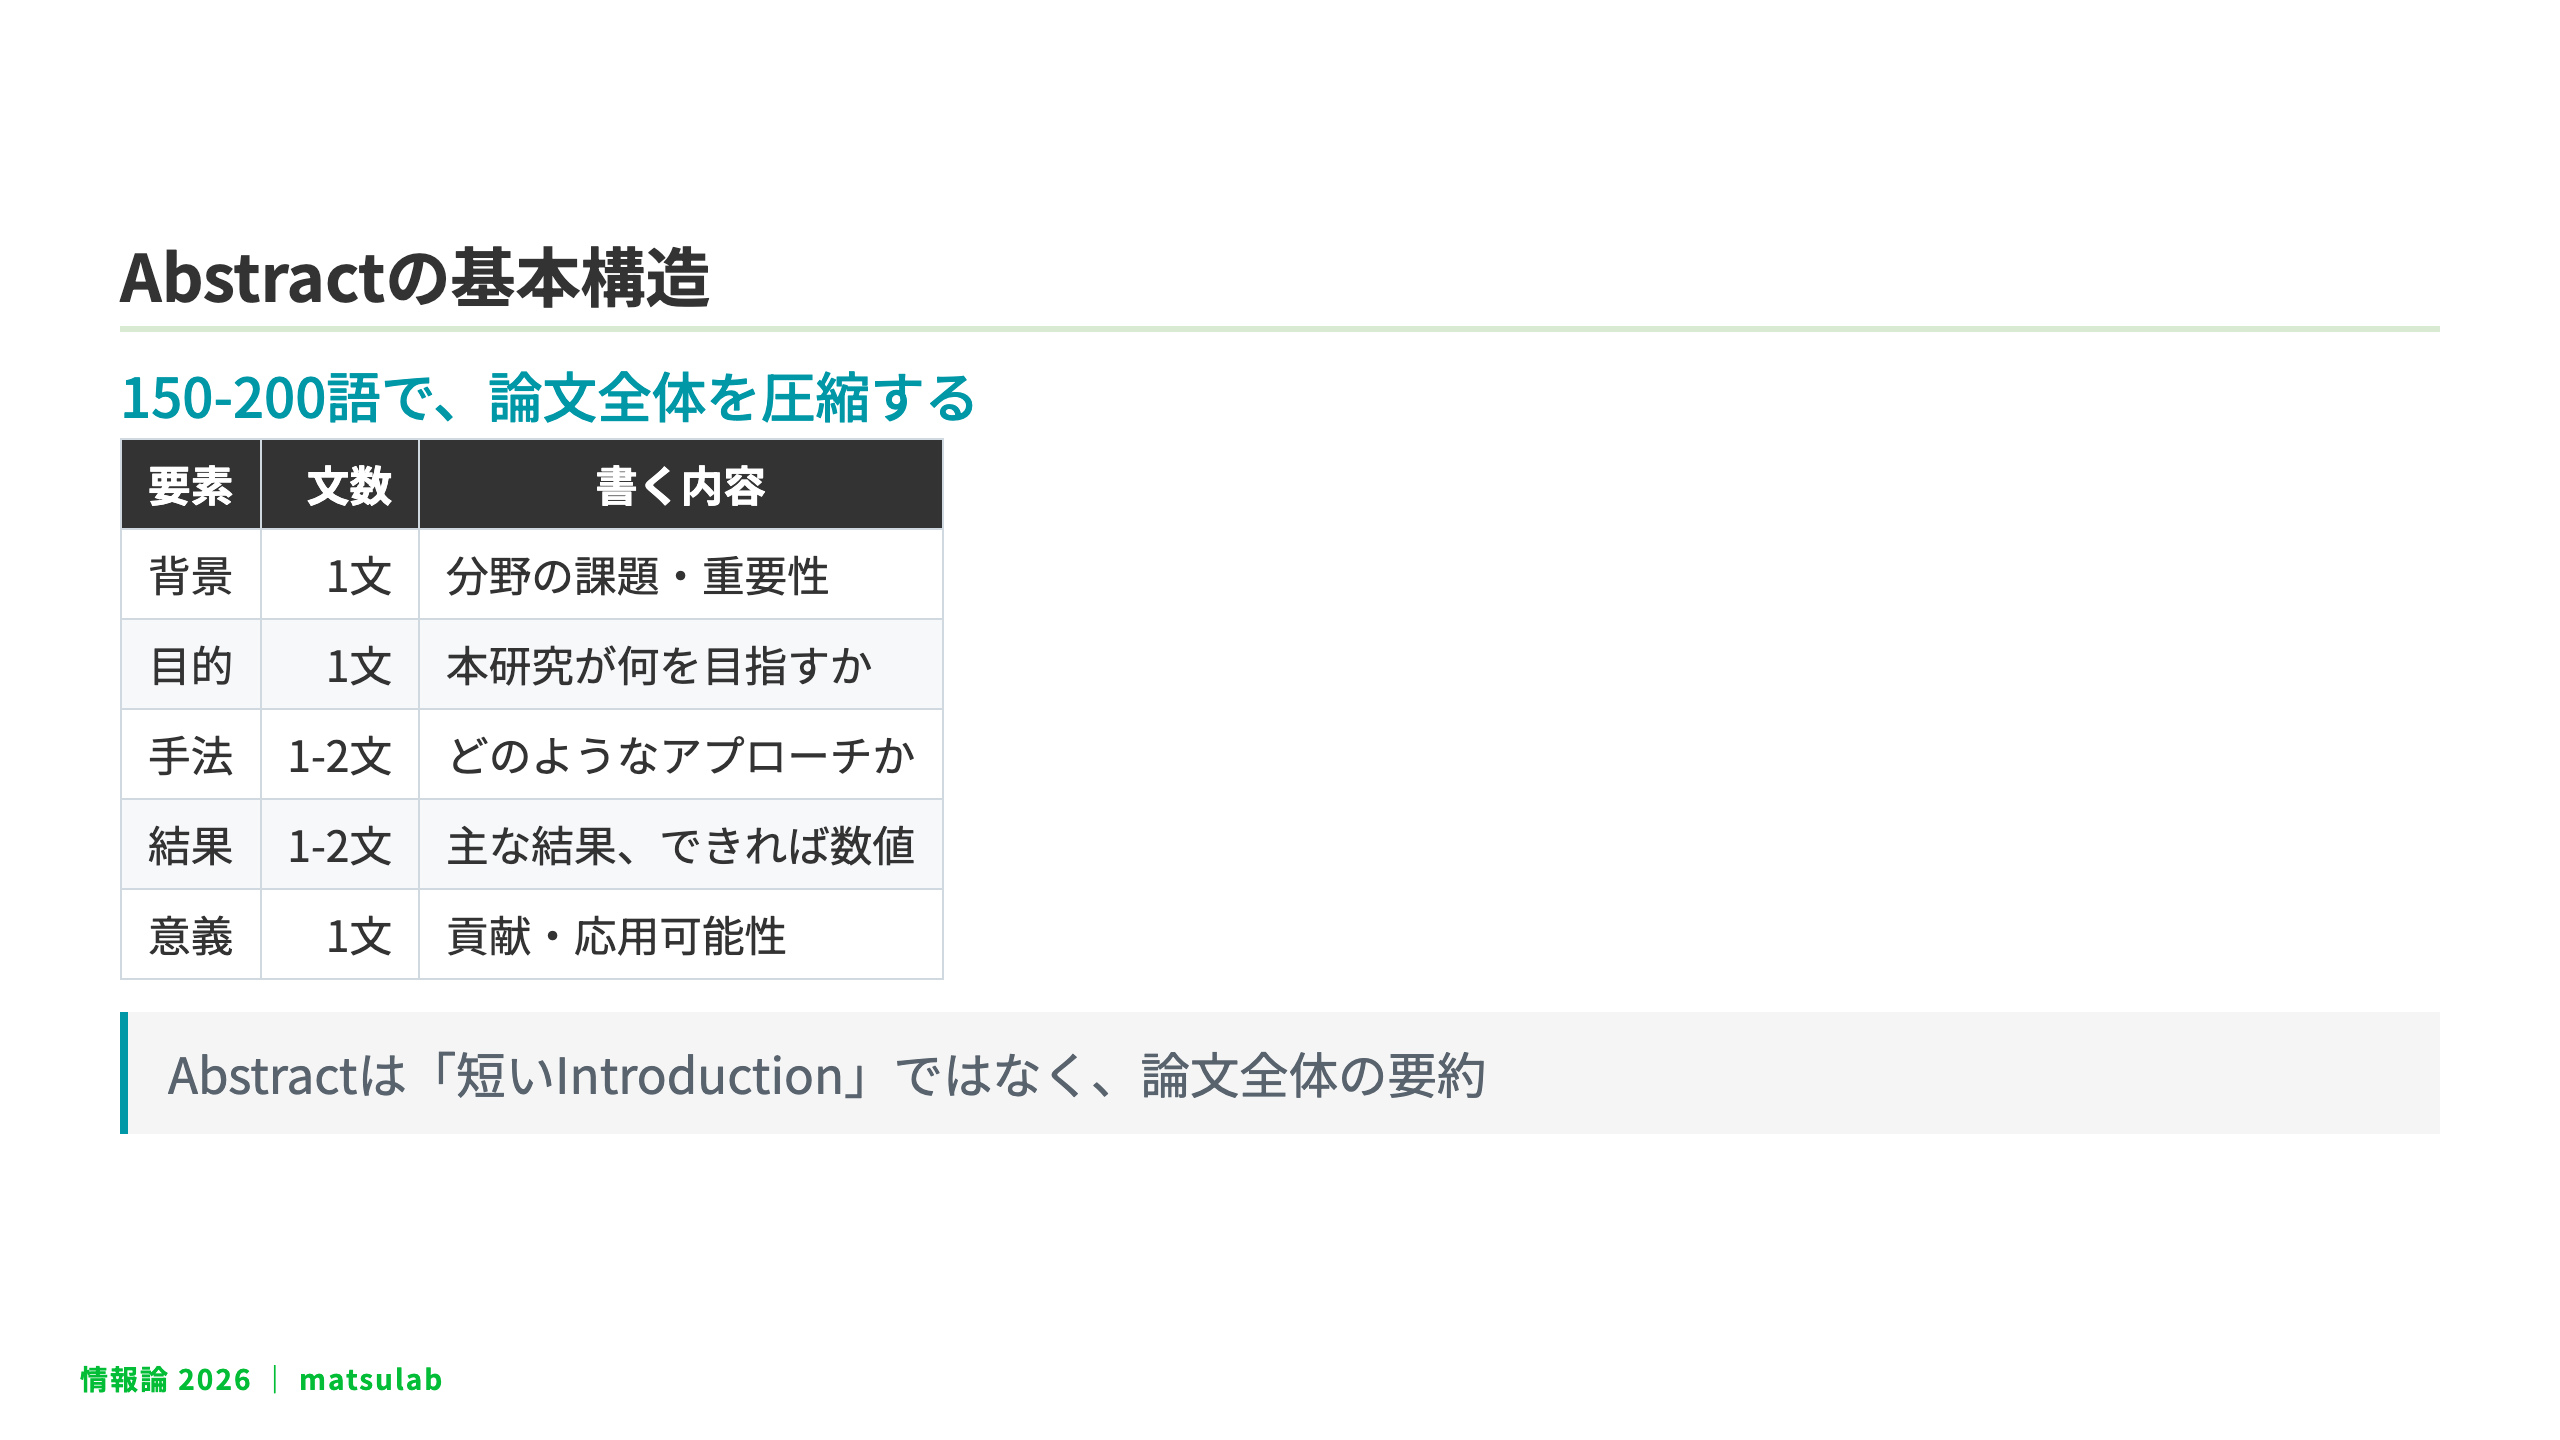 Abstractの基本構造
150-200語で、論文全体を圧縮する
要素 文数 書く内容
背景 1文 分野の課題・重要性
目的 1文 本研究が何を目指すか
手法 1-2文 どのようなアプローチか
結果 1-2文 主な結果、できれば数値
意義 1文 貢献・応用可能性
Abstractは「短いIntroduction」ではなく、論文全体の要約
情報論 2026 ｜ matsulab